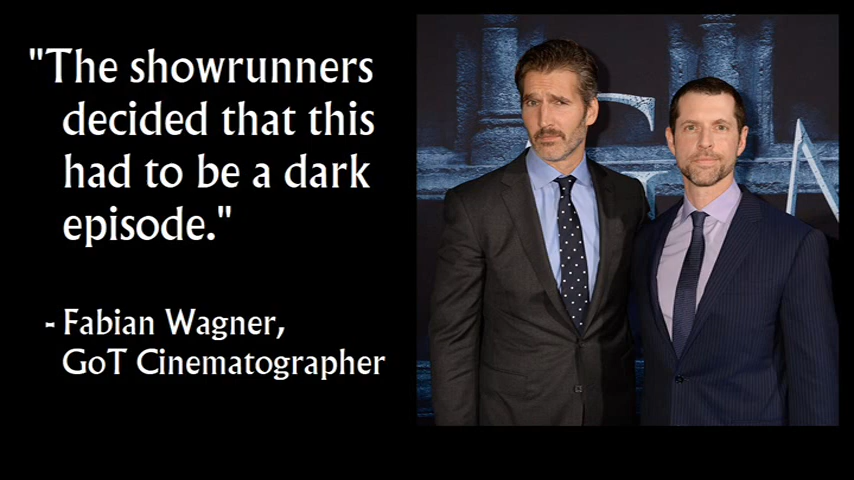 "The showrunners
decided that this
had to be a dark
episode."
- Fabian Wagner,
GoT Cinematographer